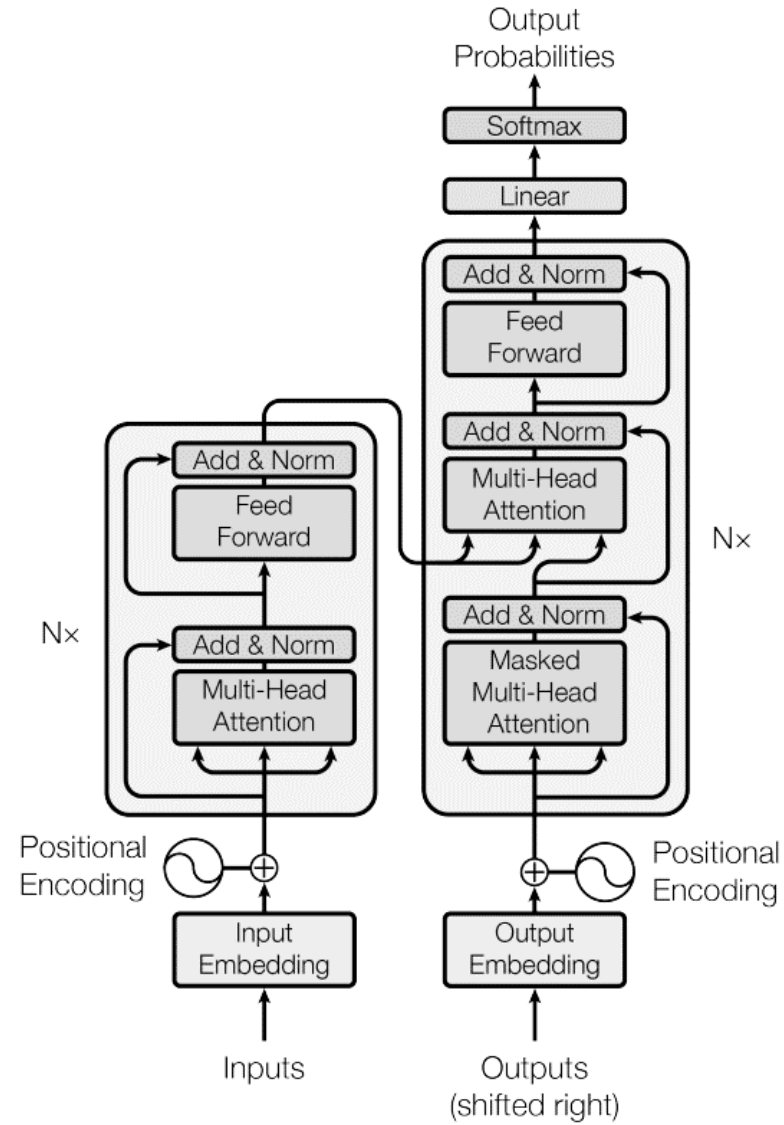 Output
Probabilities
Softmax
Linear
Add & Norm
Feed
Forward
Add & Norm
Multi-Head
Attention
Add & Norm
Masked
Multi-Head
Attention
Nx
Add & Norm
Feed
Forward
Add & Norm
Multi-Head
Attention
Nx
Positional
Encoding
Positional
Encoding
Input
Embedding
Output
Embedding
Inputs
Outputs
(shifted right)